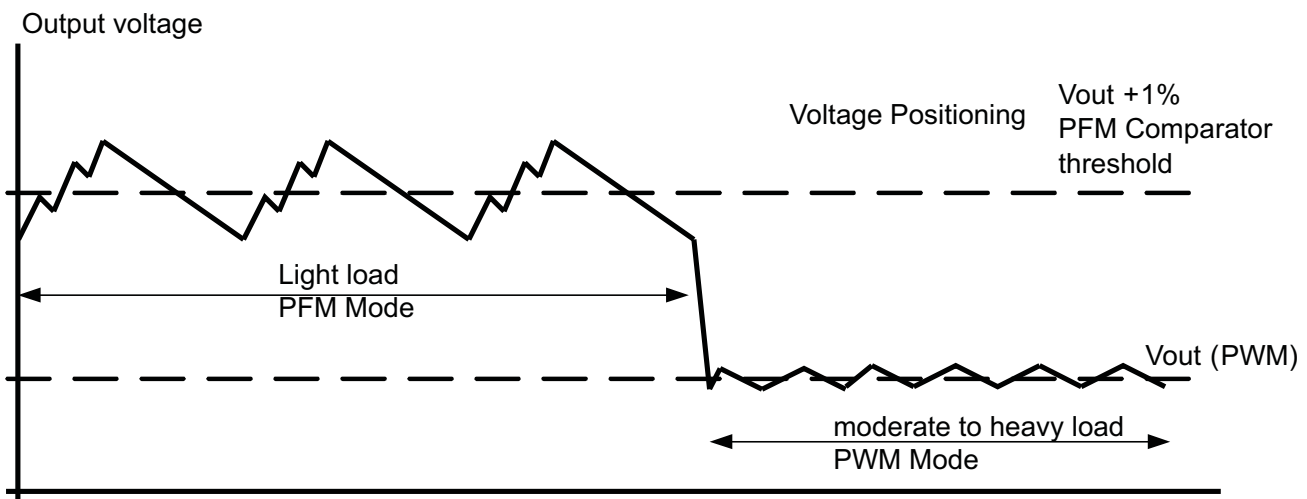 Output voltage
Voltage Positioning
Vout +1%
PFM Comparator
threshold
Light load
PFM Mode
Vout (PWM)
moderate to heavy load
PWM Mode